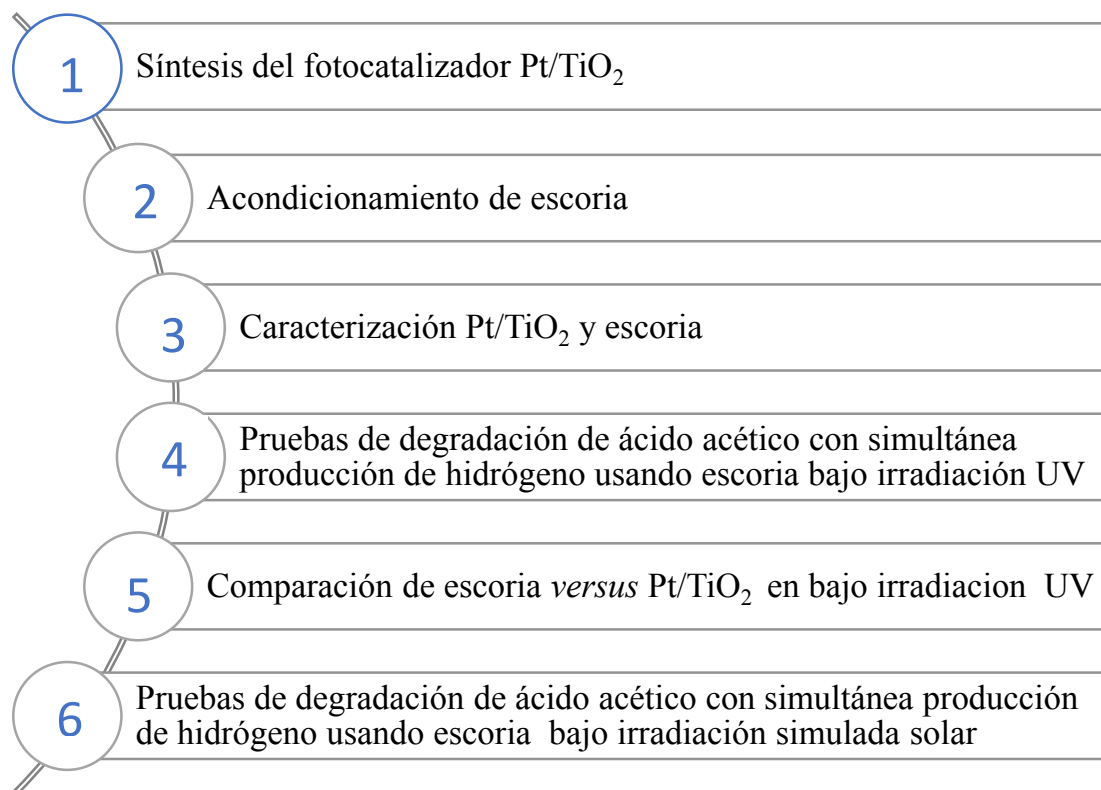 1
Síntesis del fotocatalizador Pt/TiO₂
2
Acondicionamiento de escoria
3
Caracterización Pt/TiO₂ y escoria
4
Pruebas de degradación de ácido acético con simultánea
producción de hidrógeno usando escoria bajo irradiación UV
5
Comparación de escoria versus Pt/TiO₂ en bajo irradiacion UV
6
Pruebas de degradación de ácido acético con simultánea producción
de hidrógeno usando escoria bajo irradiación simulada solar